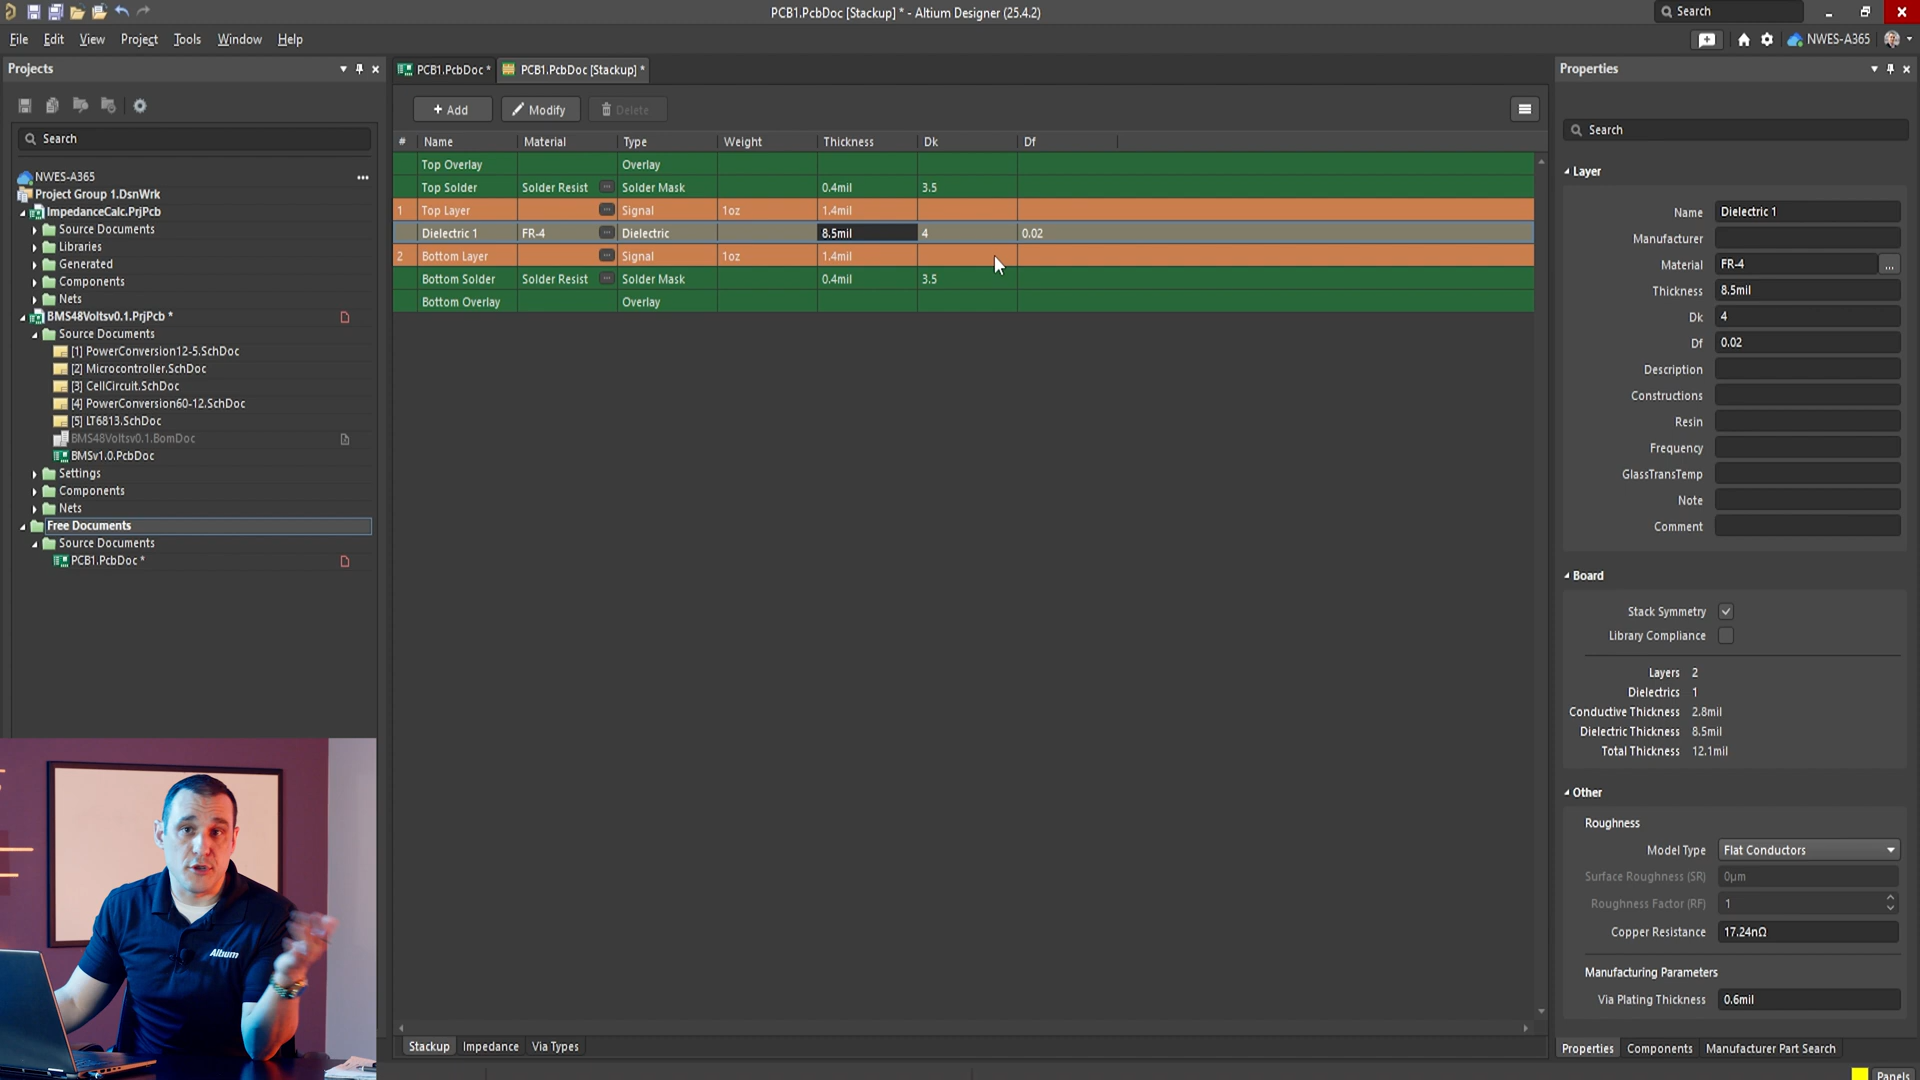 PCB1.PcbDoc [Stackup] * - Altium Designer (25.4.2)
Search
File Edit View Project Tools Window Help
NWES-A365
Projects
Search
NWES-A365
Project Group 1.DsnWrk
ImpedanceCalc.PrjPcb
Source Documents
Libraries
Generated
Components
Nets
BMS48Voltsv0.1.PrjPcb *
Source Documents
[1] PowerConversion12-5.SchDoc
[2] Microcontroller.SchDoc
[3] CellCircuit.SchDoc
[4] PowerConversion60-12.SchDoc
[5] LT6813.SchDoc
BMS48Voltsv0.1.BomDoc
BMSv1.0.PcbDoc
Settings
Components
Nets
Free Documents
Source Documents
PCB1.PcbDoc *
Altium
PCB1.PcbDoc * PCB1.PcbDoc [Stackup] *
+ Add Modify Delete
# Name Material Type Weight Thickness Dk Df
Top Overlay Overlay
Top Solder Solder Resist Solder Mask 0.4mil 3.5
1 Top Layer Signal 1oz 1.4mil
Dielectric 1 FR-4 Dielectric 8.5mil 4 0.02
2 Bottom Layer Signal 1oz 1.4mil
Bottom Solder Solder Resist Solder Mask 0.4mil 3.5
Bottom Overlay Overlay
Stackup Impedance Via Types
Properties
Search
Layer
Name Dielectric 1
Manufacturer
Material FR-4 ...
Thickness 8.5mil
Dk 4
Df 0.02
Description
Constructions
Resin
Frequency
GlassTransTemp
Note
Comment
Board
Stack Symmetry
Library Compliance
Layers 2
Dielectrics 1
Conductive Thickness 2.8mil
Dielectric Thickness 8.5mil
Total Thickness 12.1mil
Other
Roughness
Model Type Flat Conductors
Surface Roughness (SR) 0µm
Roughness Factor (RF) 1
Copper Resistance 17.24nΩ
Manufacturing Parameters
Via Plating Thickness 0.6mil
Properties Components Manufacturer Part Search
Panels